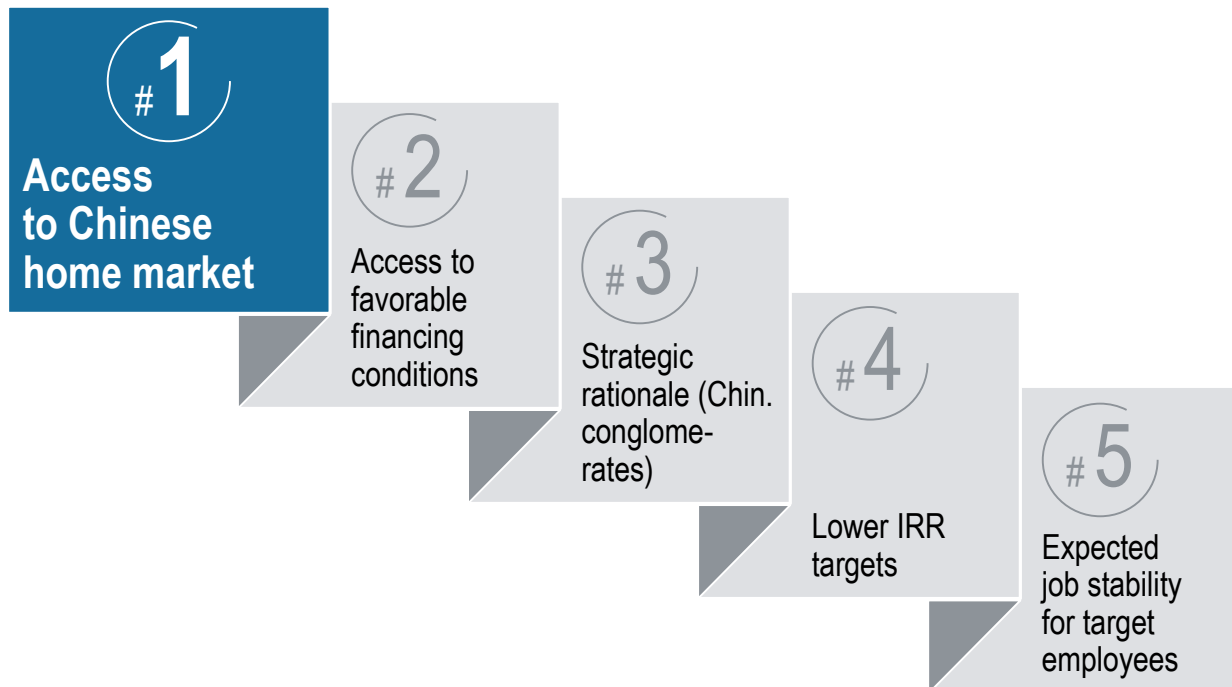 #1
Access
to Chinese
home market
#2
Access to
favorable
financing
conditions
#3
Strategic
rationale (Chin.
conglome-
rates)
#4
Lower IRR
targets
#5
Expected
job stability
for target
employees